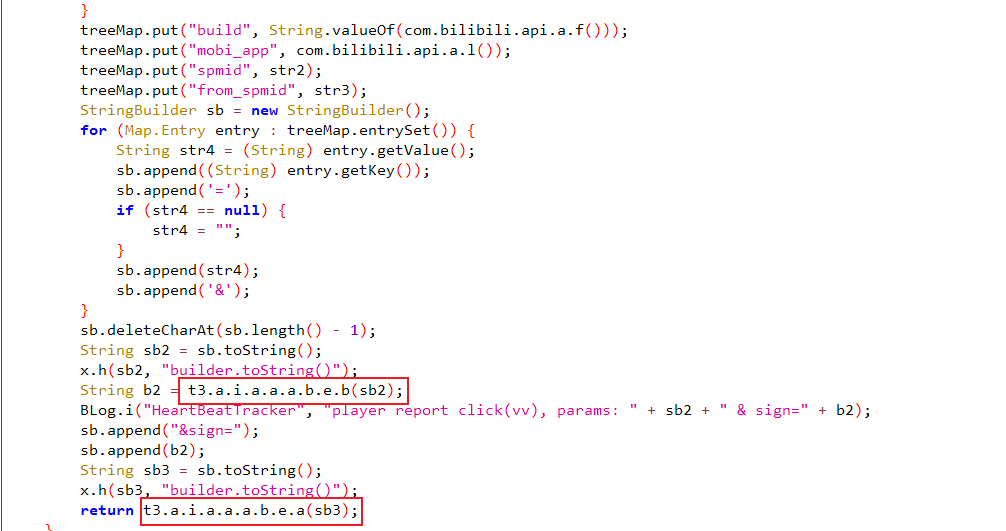 }
treeMap.put("build", String.valueOf(com.bilibili.api.a.f()));
treeMap.put("mobi_app", com.bilibili.api.a.l());
treeMap.put("spmid", str2);
treeMap.put("from_spmid", str3);
StringBuilder sb = new StringBuilder();
for (Map.Entry entry : treeMap.entrySet()) {
String str4 = (String) entry.getValue();
sb.append((String) entry.getKey());
sb.append('=');
if (str4 == null) {
str4 = "";
}
sb.append(str4);
sb.append('&');
}
sb.deleteCharAt(sb.length() - 1);
String sb2 = sb.toString();
x.h(sb2, "builder.toString()");
String b2 = t3.a.i.a.a.a.b.e.b(sb2);
BLog.i("HeartBeatTracker", "player report click(vv), params: " + sb2 + " & sign=" + b2);
sb.append("&sign=");
sb.append(b2);
String sb3 = sb.toString();
x.h(sb3, "builder.toString()");
return t3.a.i.a.a.a.b.e.a(sb3);
}